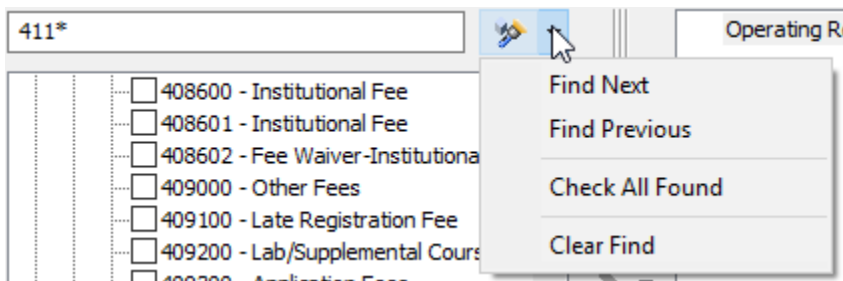 411*
Operating R
408600 - Institutional Fee
408601 - Institutional Fee
408602 - Fee Waiver-Institutiona
409000 - Other Fees
409100 - Late Registration Fee
409200 - Lab/Supplemental Cours
Find Next
Find Previous
Check All Found
Clear Find